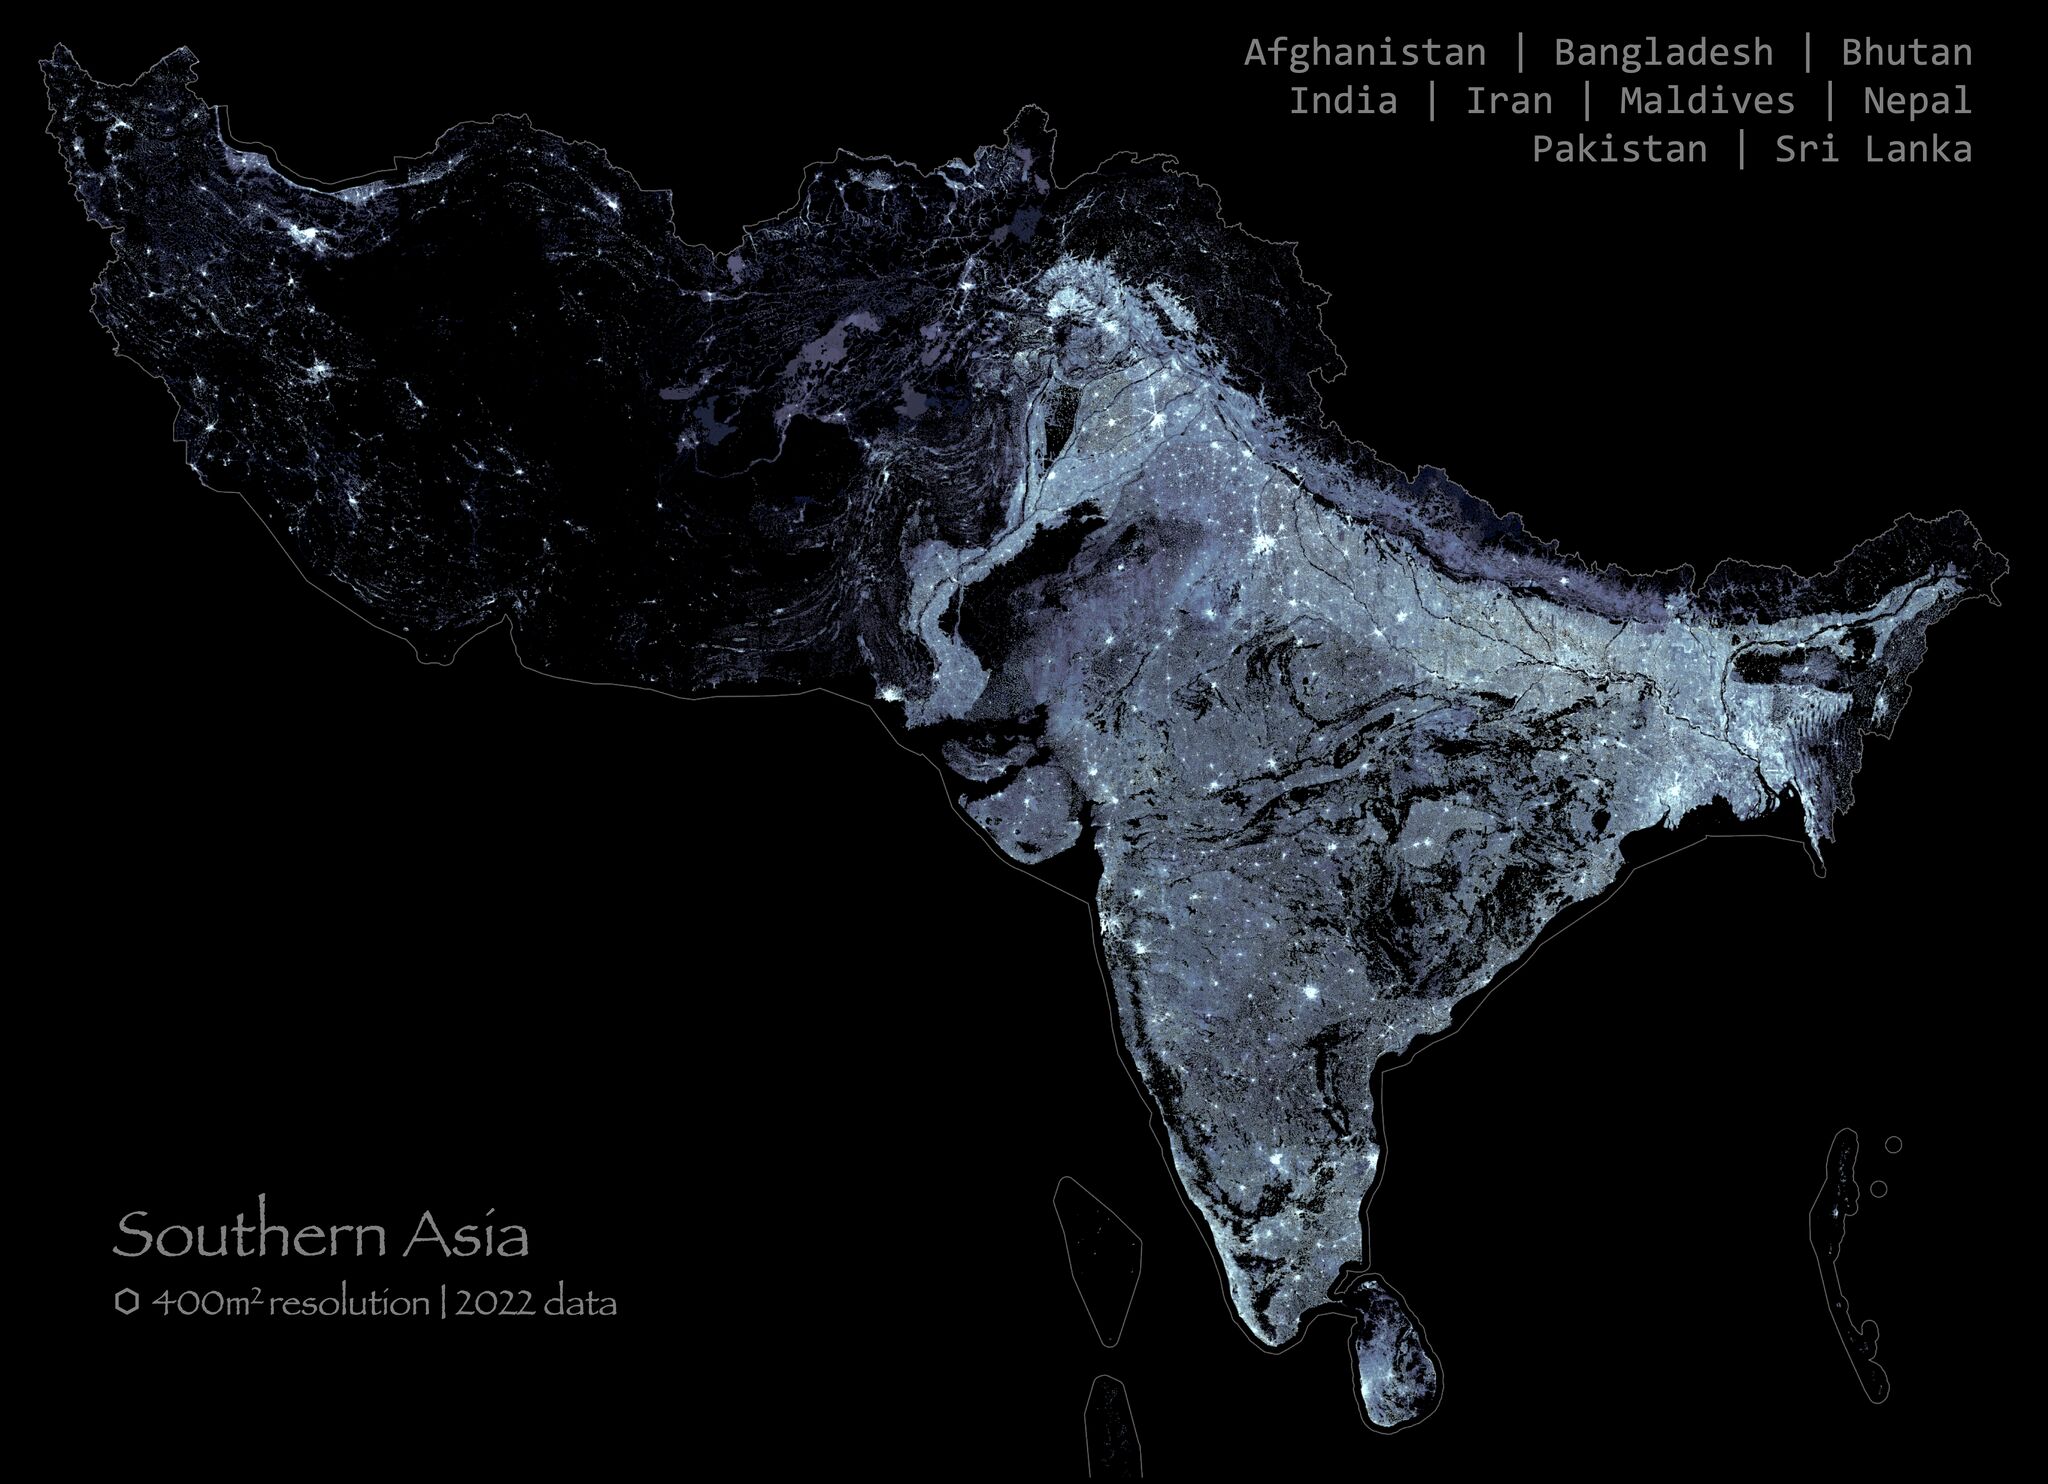 Afghanistan | Bangladesh | Bhutan
India | Iran | Maldives | Nepal
Pakistan | Sri Lanka
Southern Asia
400m² resolution | 2022 data